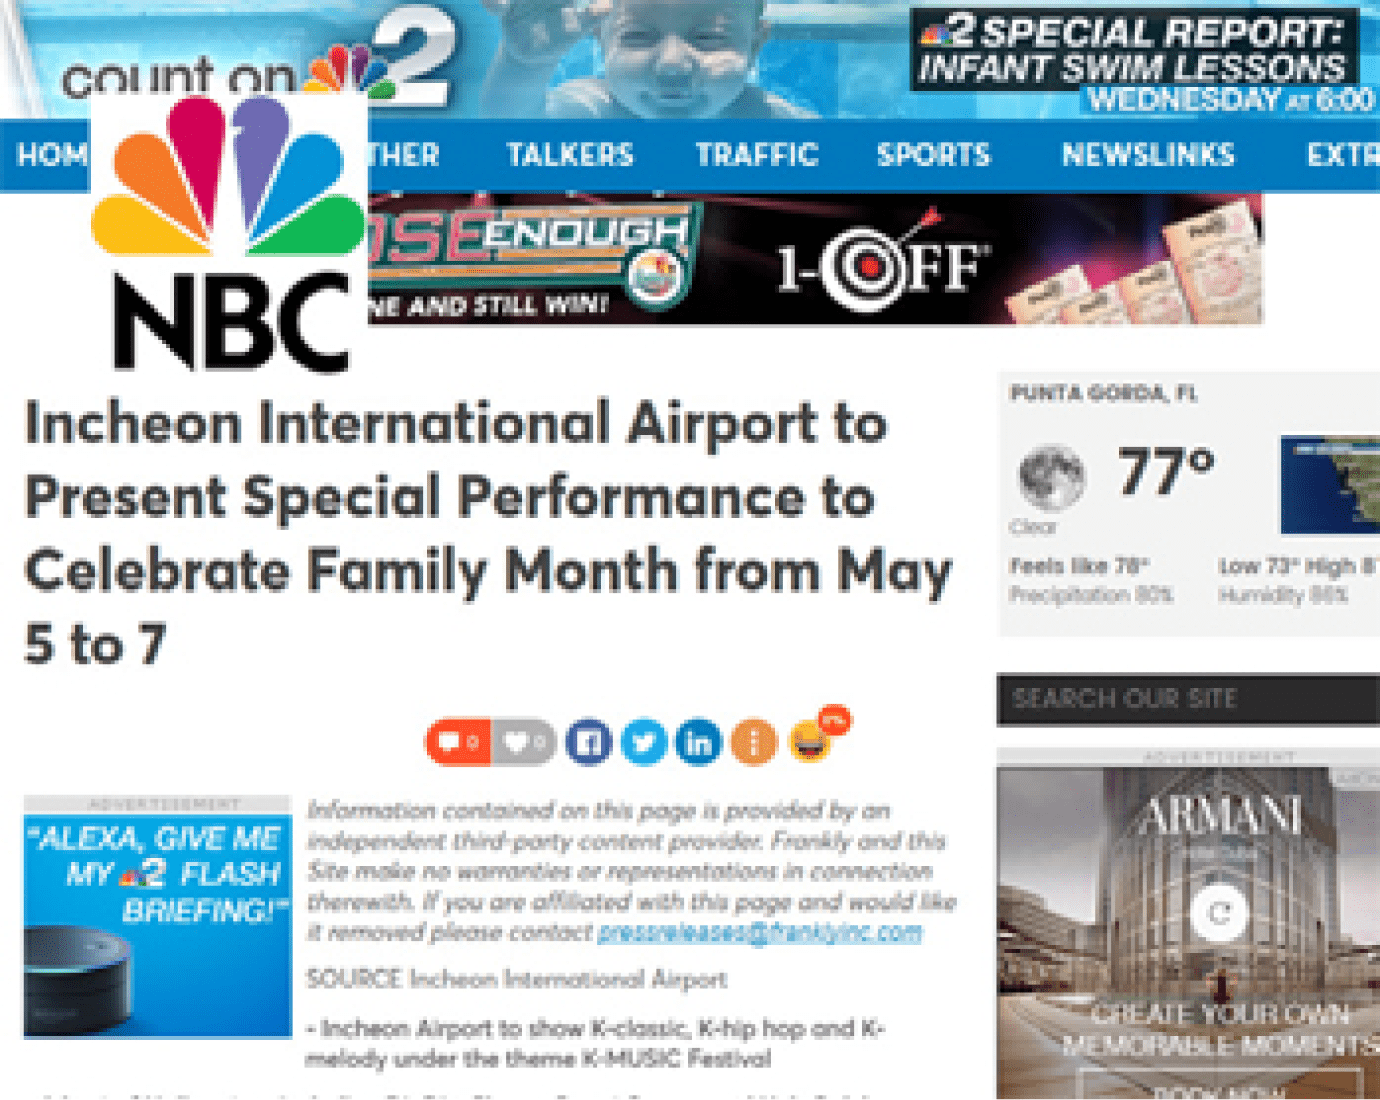 count on 2
2 SPECIAL REPORT:
INFANT SWIM LESSONS
WEDNESDAY AT 6:00
HOM THER TALKERS TRAFFIC SPORTS NEWSLINKS EXTR
NBC
OSE ENOUGH
NE AND STILL WIN!
1-OFF
Incheon International Airport to
Present Special Performance to
Celebrate Family Month from May
5 to 7
PUNTA GORDA, FL
77°
Clear
Feels like 78° Low 73° High 8
Precipitation 80% Humidity 86%
SEARCH OUR SITE
0 0
ADVERTISEMENT
"ALEXA, GIVE ME
MY 2 FLASH
BRIEFING!"
Information contained on this page is provided by an
independent third-party content provider. Frankly and this
Site make no warranties or representations in connection
therewith. If you are affiliated with this page and would like
it removed please contact pressreleases@franklyinc.com
SOURCE Incheon International Airport
- Incheon Airport to show K-classic, K-hip hop and K-
melody under the theme K-MUSIC Festival
ADVERTISEMENT
ARMANI
CREATE YOUR OWN
MEMORABLE MOMENTS
BOOK NOW